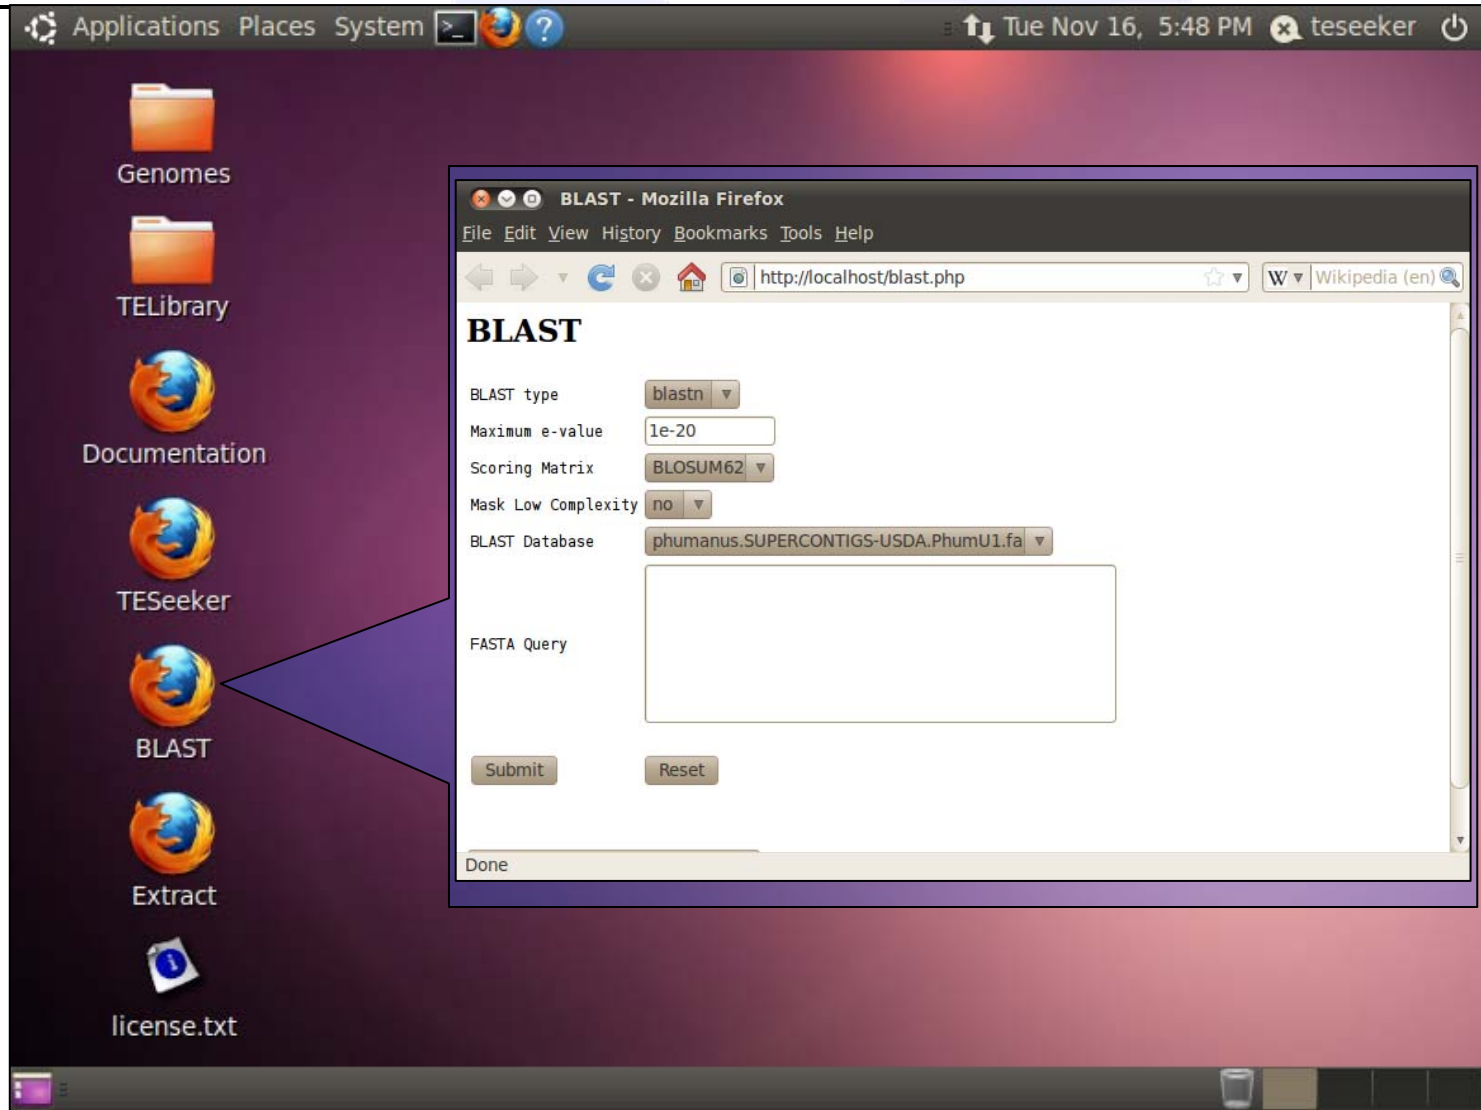 Applications Places System
Tue Nov 16, 5:48 PM teseeker
Genomes
TELibrary
Documentation
TESeeker
BLAST
Extract
license.txt
BLAST - Mozilla Firefox
File Edit View History Bookmarks Tools Help
http://localhost/blast.php
W Wikipedia (en)
BLAST
BLAST type blastn
Maximum e-value 1e-20
Scoring Matrix BLOSUM62
Mask Low Complexity no
BLAST Database phumanus.SUPERCONTIGS-USDA.PhumU1.fa
FASTA Query
Submit Reset
Done